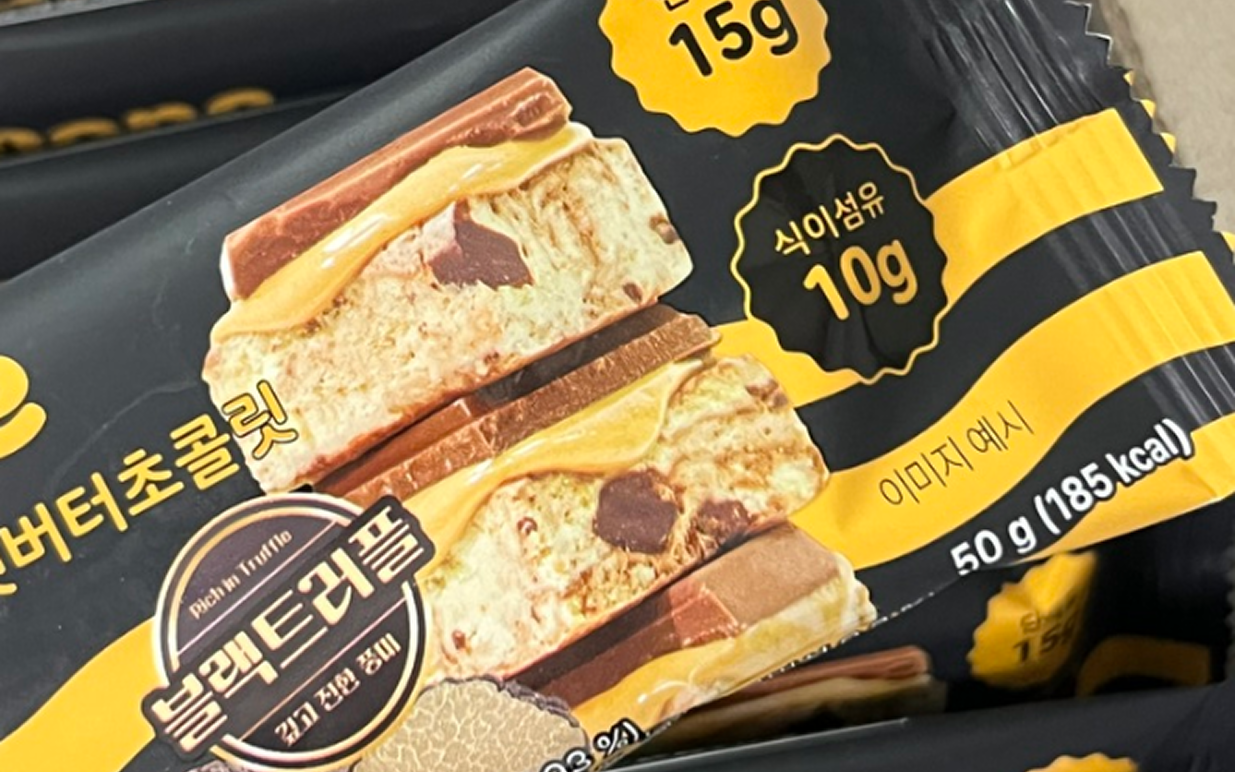 15g
식이섬유
10g
버터초콜릿
이미지 예시
50 g (185 kcal)
Rich in Truffle
블랙트러플
깊고 진한 풍미
15g